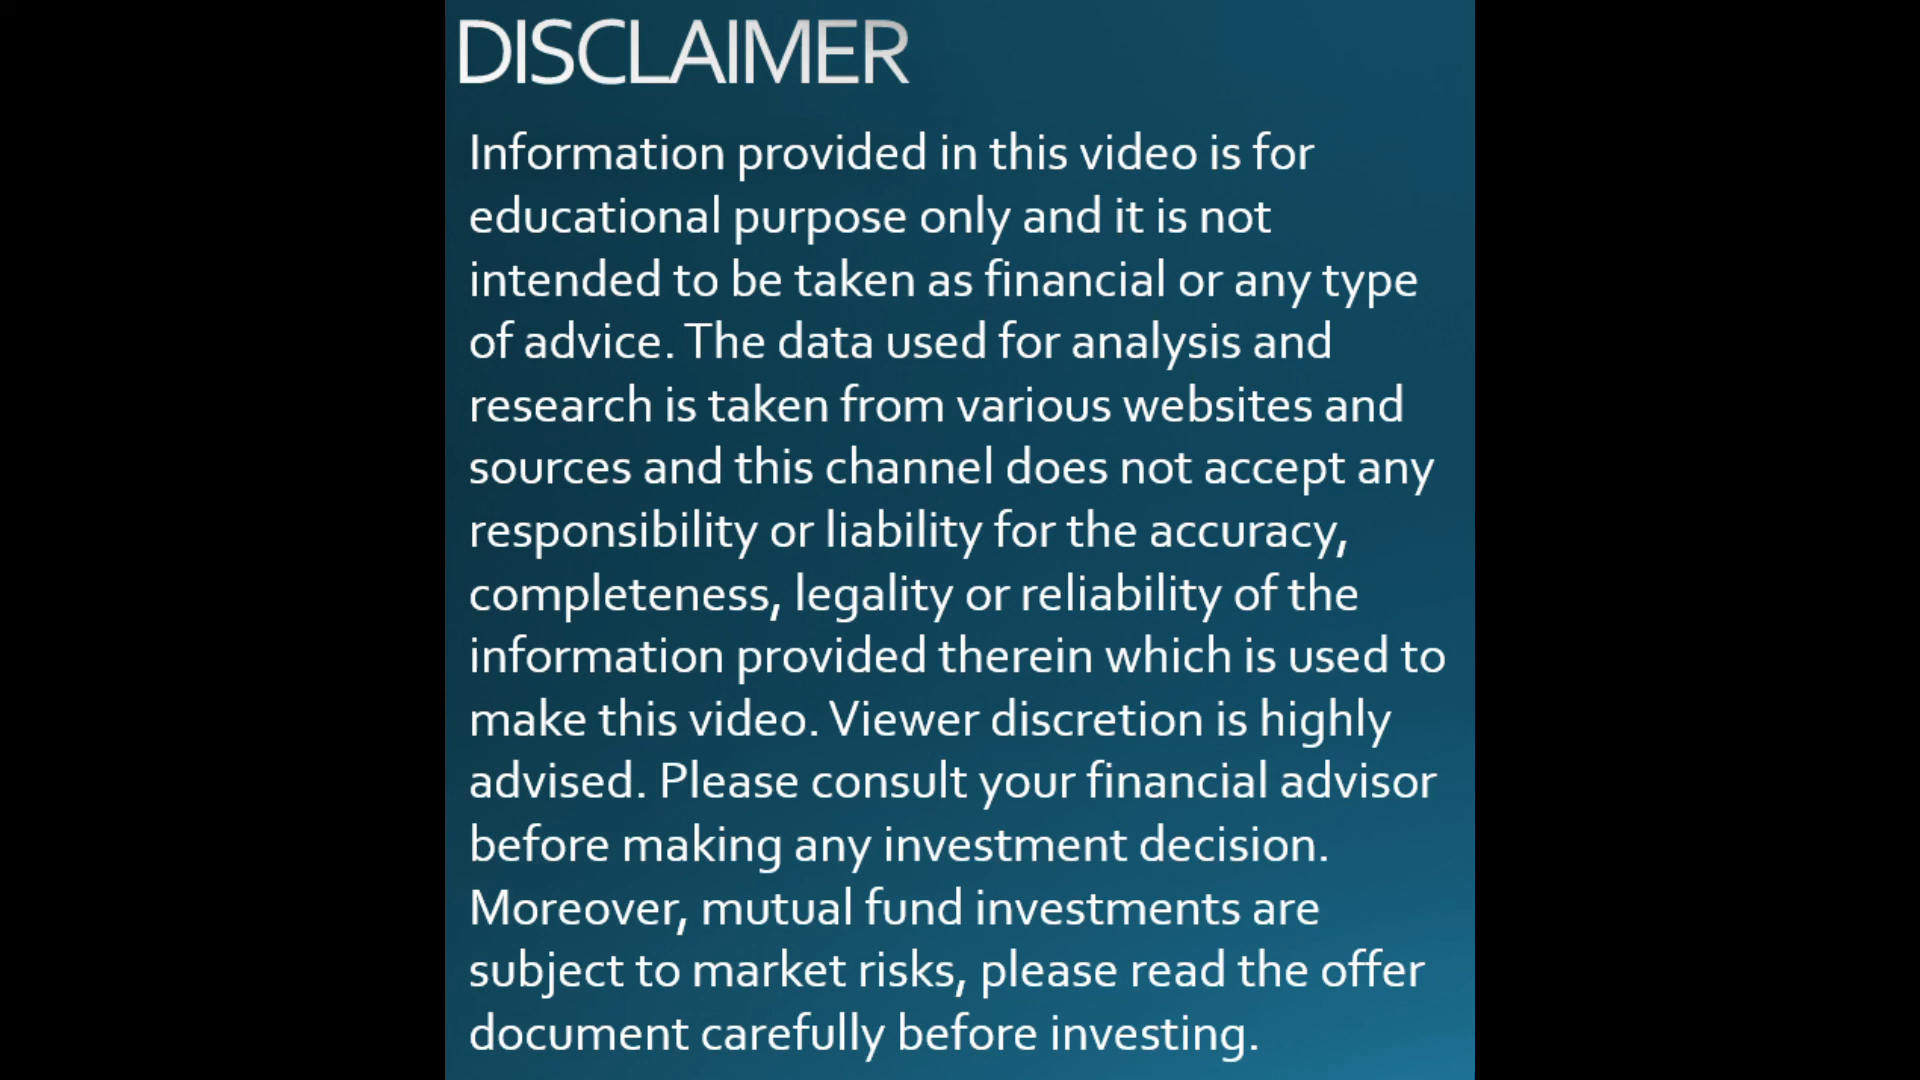 DISCLAIMER
Information provided in this video is for
educational purpose only and it is not
intended to be taken as financial or any type
of advice. The data used for analysis and
research is taken from various websites and
sources and this channel does not accept any
responsibility or liability for the accuracy,
completeness, legality or reliability of the
information provided therein which is used to
make this video. Viewer discretion is highly
advised. Please consult your financial advisor
before making any investment decision.
Moreover, mutual fund investments are
subject to market risks, please read the offer
document carefully before investing.